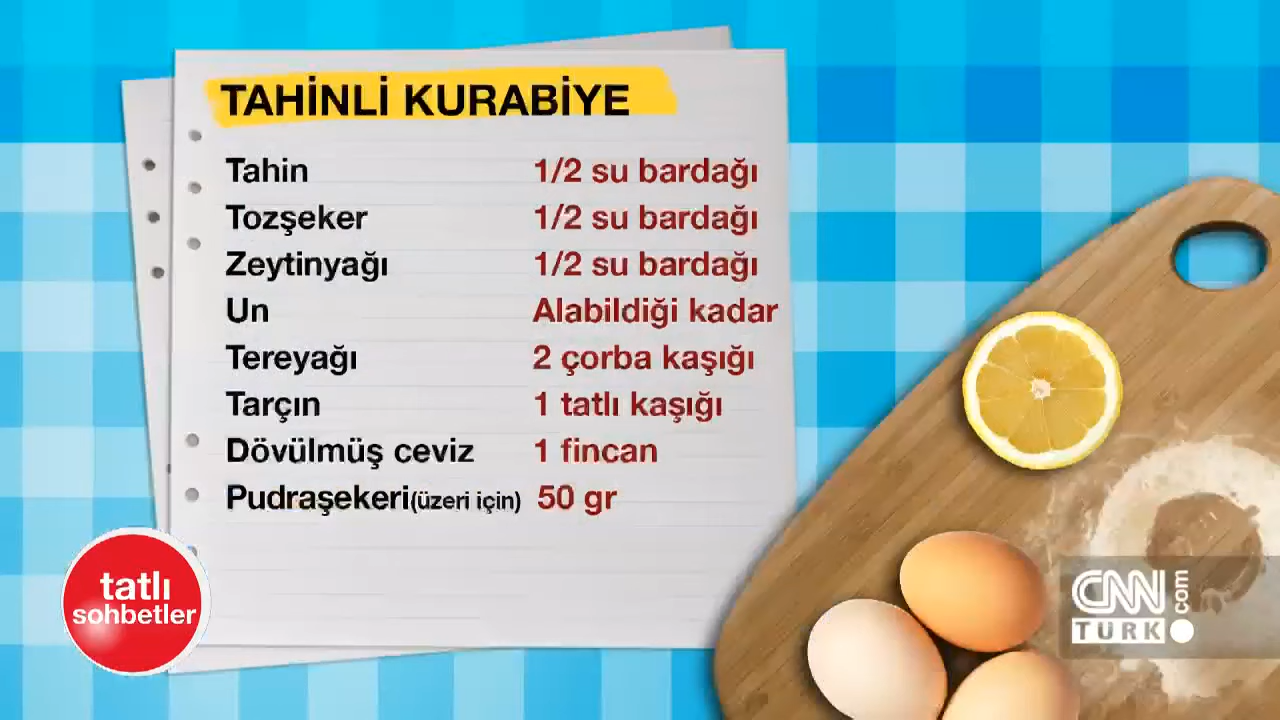 TAHİNLİ KURABİYE
Tahin 1/2 su bardağı
Tozşeker 1/2 su bardağı
Zeytinyağı 1/2 su bardağı
Un Alabildiği kadar
Tereyağı 2 çorba kaşığı
Tarçın 1 tatlı kaşığı
Dövülmüş ceviz 1 fincan
Pudraşekeri(üzeri için) 50 gr
tatlı
sohbetler
CNN
TURK
.com